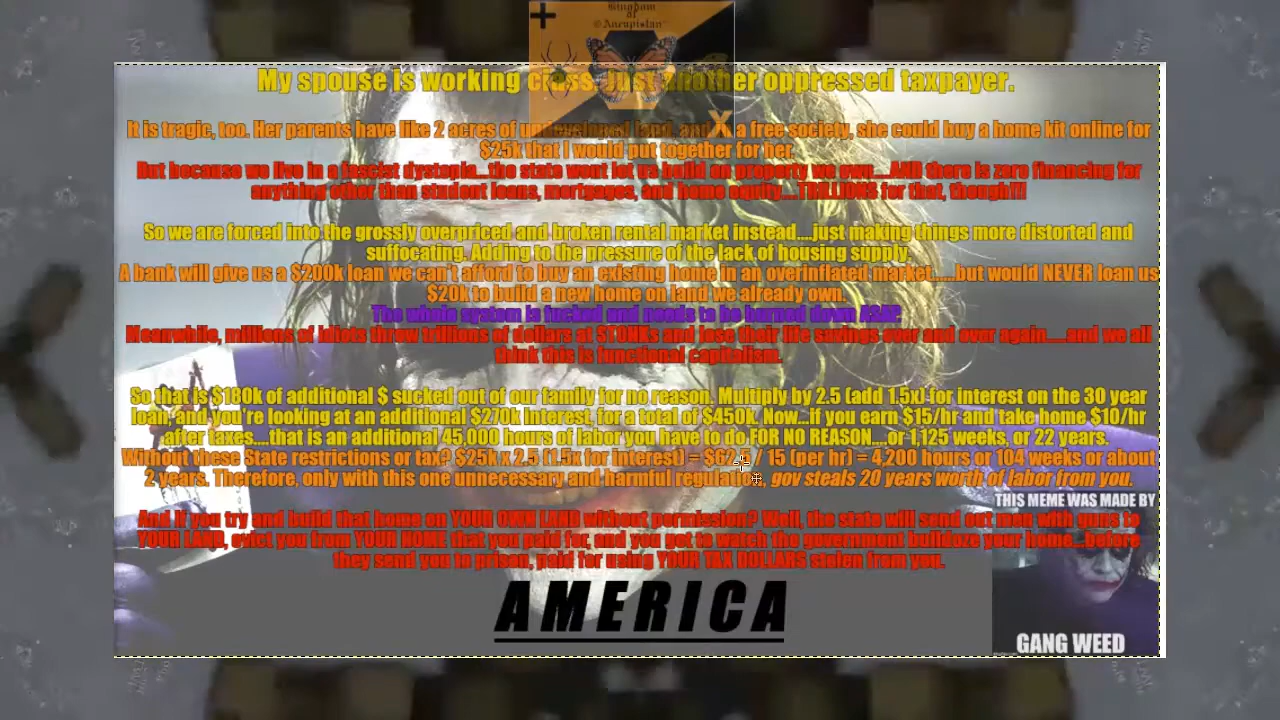 Kingdom
of
©Ancapistan™
My spouse is working class. Just another oppressed taxpayer.
It is tragic, too. Her parents have like 2 acres of undeveloped land, and X a free society, she could buy a home kit online for
$25k that I would put together for her.
But because we live in a fascist dystopia...the state wont let us build on property we own....AND there is zero financing for
anything other than student loans, mortgages, and home equity....TRILLIONS for that, though!!!
So we are forced into the grossly overpriced and broken rental market instead....just making things more distorted and
suffocating. Adding to the pressure of the lack of housing supply.
A bank will give us a $200k loan we can't afford to buy an existing home in an overinflated market......but would NEVER loan us
$20k to build a new home on land we already own.
The whole system is fucked and needs to be burned down ASAP
Meanwhile, millions of idiots throw trillions of dollars at STONKs and lose their life savings over and over again.....and we all
think this is functional capitalism.
So that is $180k of additional $ sucked out of our family for no reason. Multiply by 2.5 (add 1.5x) for interest on the 30 year
loan, and you're looking at an additional $270k Interest, for a total of $450k. Now...if you earn $15/hr and take home $10/hr
after taxes....that is an additional 45,000 hours of labor you have to do FOR NO REASON....or 1,125 weeks, or 22 years.
Without these State restrictions or tax? $25k x 2.5 (1.5x for interest) = $62.5 / 15 (per hr) = 4,200 hours or 104 weeks or about
2 years. Therefore, only with this one unnecessary and harmful regulation, gov steals 20 years worth of labor from you.
THIS MEME WAS MADE BY
And if you try and build that home on YOUR OWN LAND without permission? Well, the state will send out men with guns to
YOUR LAND, evict you from YOUR HOME that you paid for, and you get to watch the government bulldoze your home...before
they send you to prison, paid for using YOUR TAX DOLLARS stolen from you.
AMERICA
GANG WEED